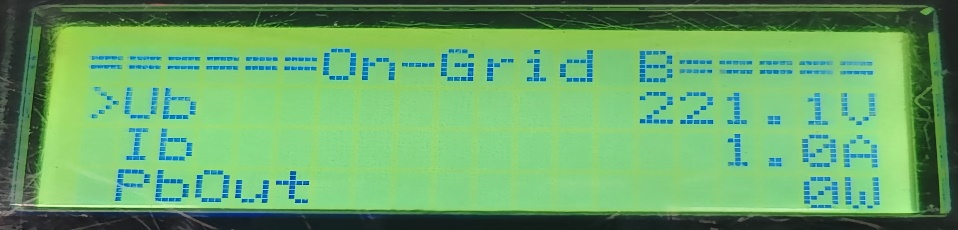 ======On-Grid B======
>Ub 221.1V
Ib 1.0A
PbOut 0W